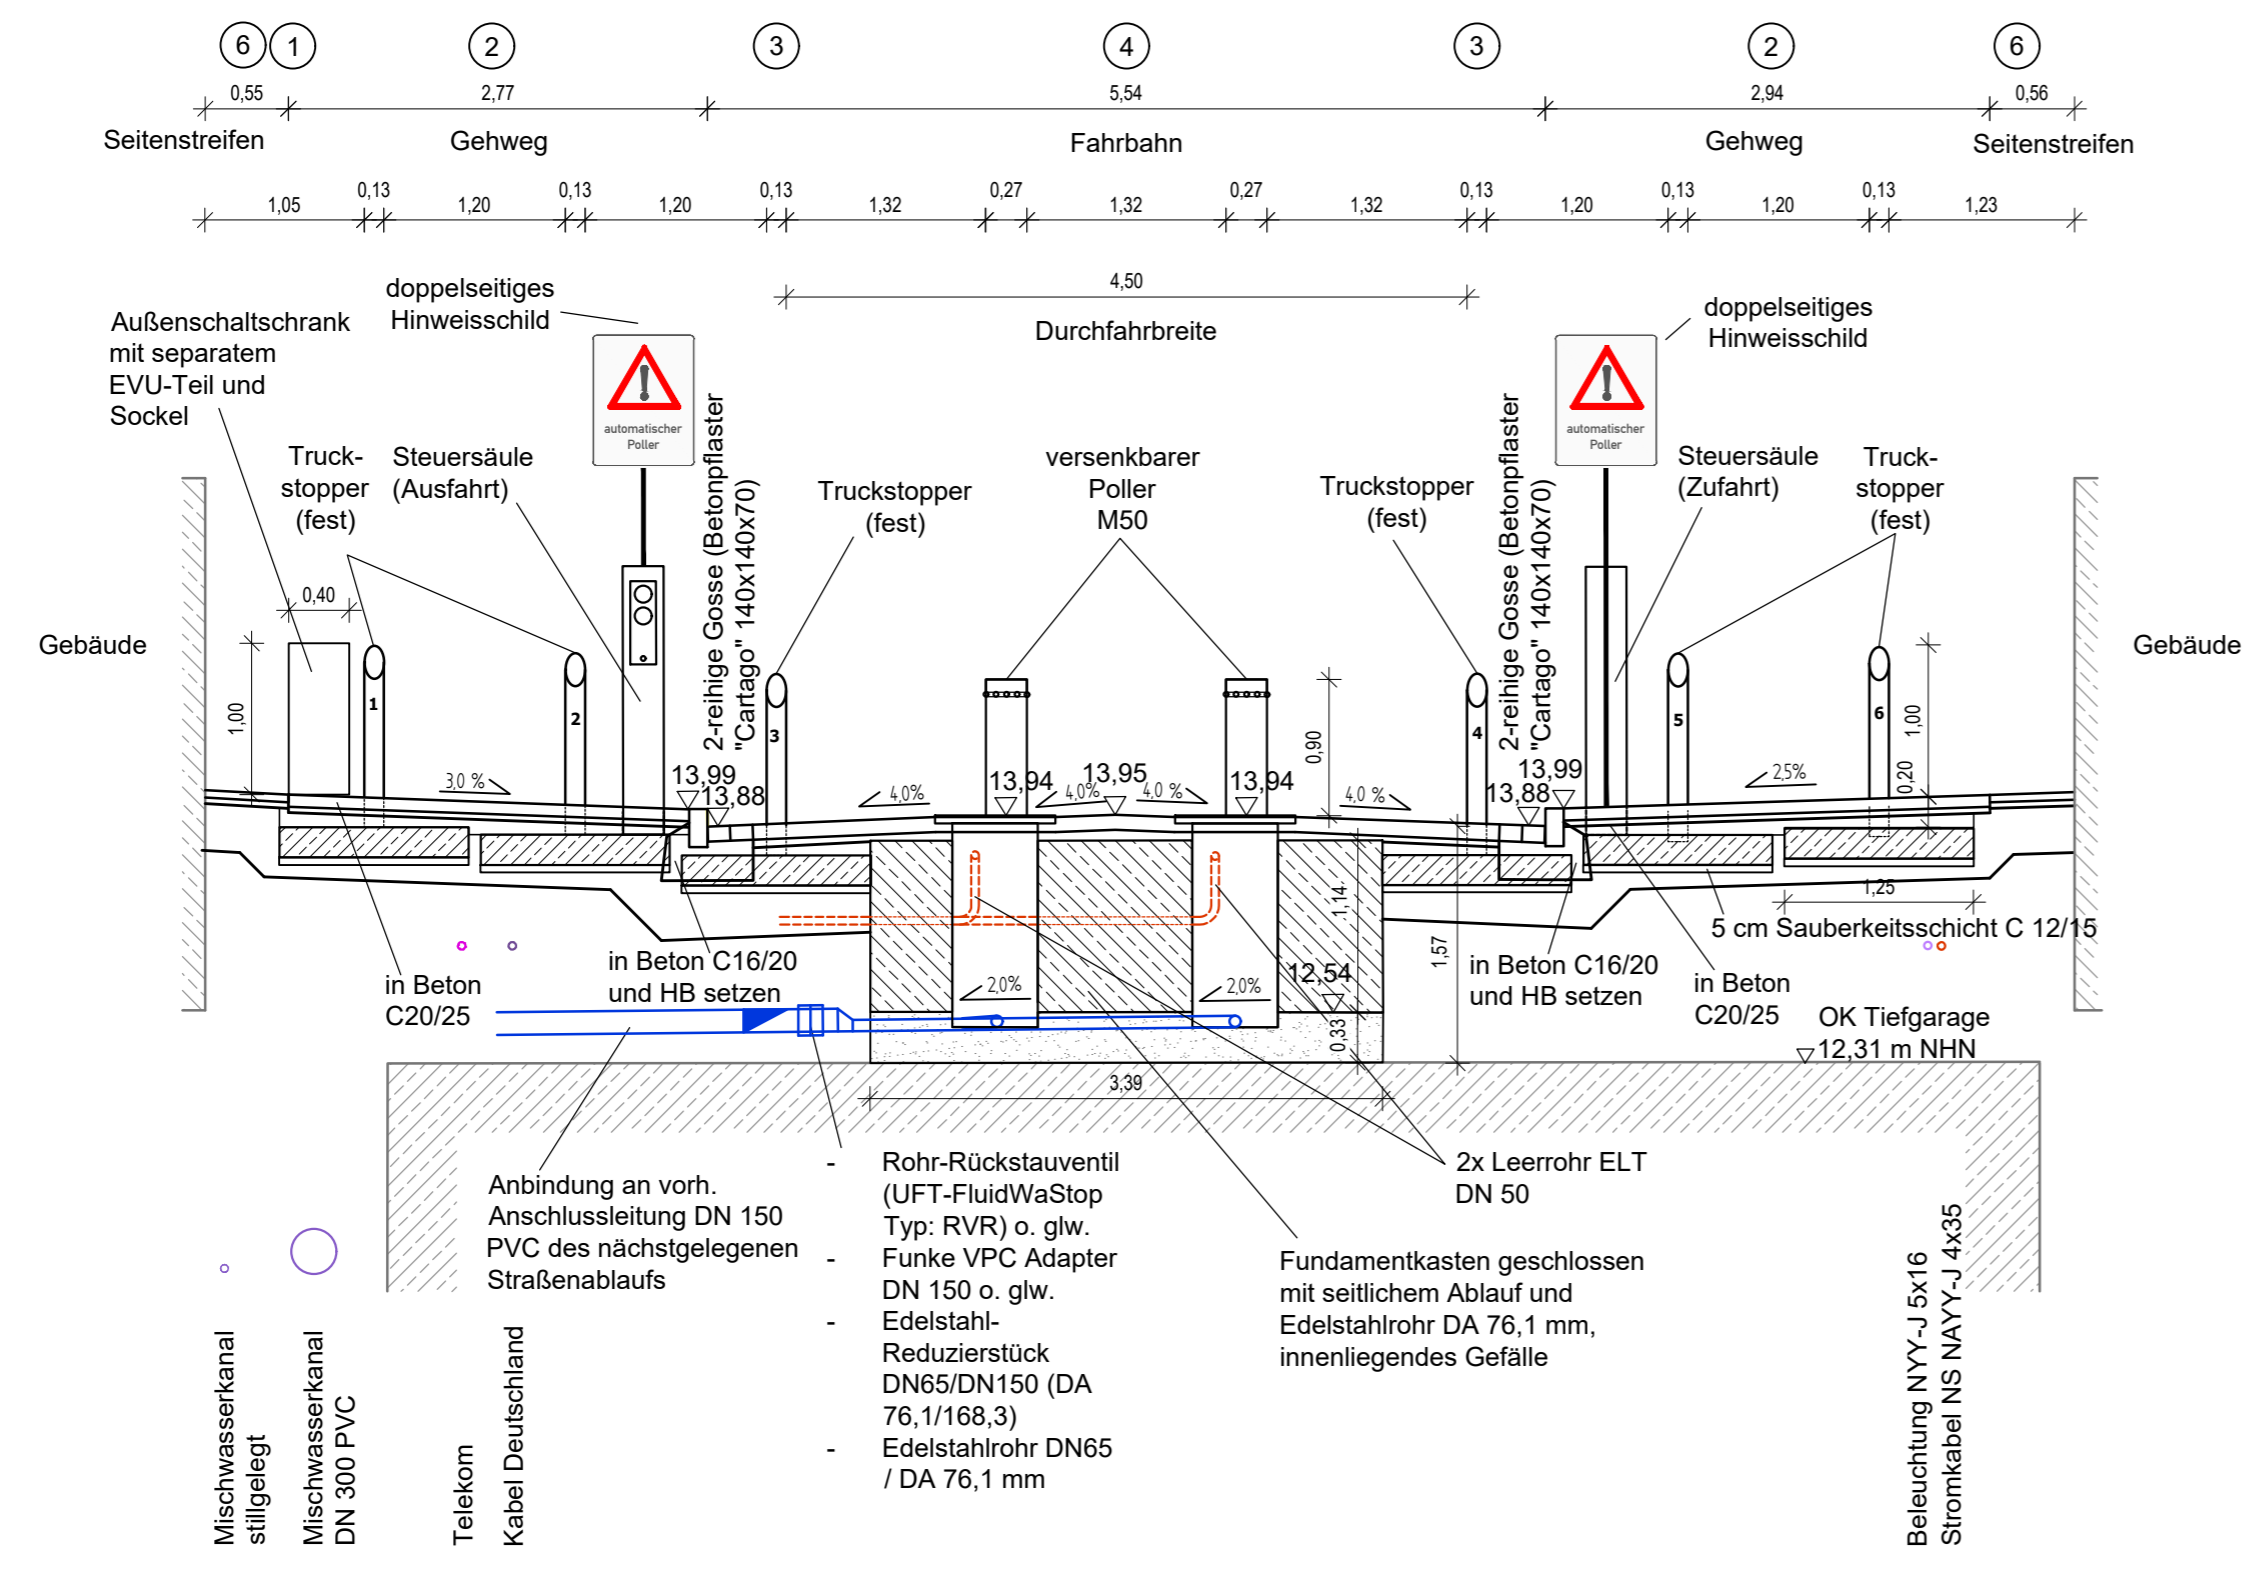 6 1 2 3 4 3 2 6
0,55 2,77 5,54 2,94 0,56
Seitenstreifen Gehweg Fahrbahn Gehweg Seitenstreifen
0,13 0,13 0,13 0,27 0,27 0,13 0,13 0,13
1,05 1,20 1,20 1,32 1,32 1,32 1,20 1,20 1,23
4,50
Durchfahrbreite
doppelseitiges
Hinweisschild
doppelseitiges
Hinweisschild
Außenschaltschrank
mit separatem
EVU-Teil und
Sockel
automatischer
Poller
automatischer
Poller
Truck-
stopper
(fest)
Steuersäule
(Ausfahrt)
2-reihige Gosse (Betonpflaster
"Cartago" 140x140x70)
Truckstopper
(fest)
versenkbarer
Poller
M50
Truckstopper
(fest)
2-reihige Gosse (Betonpflaster
"Cartago" 140x140x70)
Steuersäule
(Zufahrt)
Truck-
stopper
(fest)
Gebäude
Gebäude
0,40
1,00
1 2 3 4 5 6
0,90
1,00
0,20
3,0 %
13,99
13,88
4,0%
13,94
4,0%
13,95
4,0 %
13,94
4,0 %
13,88
13,99
2,5%
1,14
1,57
0,33
1,25
5 cm Sauberkeitsschicht C 12/15
in Beton
C20/25
in Beton C16/20
und HB setzen
2,0%
2,0%
12,54
in Beton C16/20
und HB setzen
in Beton
C20/25
OK Tiefgarage
12,31 m NHN
3,39
Anbindung an vorh.
Anschlussleitung DN 150
PVC des nächstgelegenen
Straßenablaufs
- Rohr-Rückstauventil
(UFT-FluidWaStop
Typ: RVR) o. glw.
- Funke VPC Adapter
DN 150 o. glw.
- Edelstahl-
Reduzierstück
DN65/DN150 (DA
76,1/168,3)
- Edelstahlrohr DN65
/ DA 76,1 mm
2x Leerrohr ELT
DN 50
Fundamentkasten geschlossen
mit seitlichem Ablauf und
Edelstahlrohr DA 76,1 mm,
innenliegendes Gefälle
Mischwasserkanal
stillgelegt
Mischwasserkanal
DN 300 PVC
Telekom
Kabel Deutschland
Beleuchtung NYY-J 5x16
Stromkabel NS NAYY-J 4x35